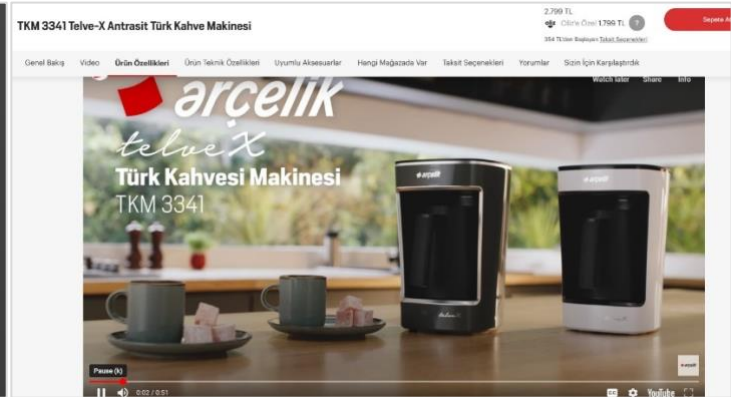 TKM 3341 Telve-X Antrasit Türk Kahve Makinesi
2.799 TL
Özel 1.799 TL ?
354 TL'den Başlayan Taksit Seçenekleri
Sepete
Genel Bakış Video Ürün Özellikleri Ürün Teknik Özellikleri Uyumlu Aksesuarlar Hangi Mağazada Var Taksit Seçenekleri Yorumlar Sizin İçin Karşılaştırdık
Watch later Share Info
arçelik
telve X
Türk Kahvesi Makinesi
TKM 3341
arçelik
arçelik
telve X
Pause (k)
arçelik
0:02 / 0:51
CC
YouTube